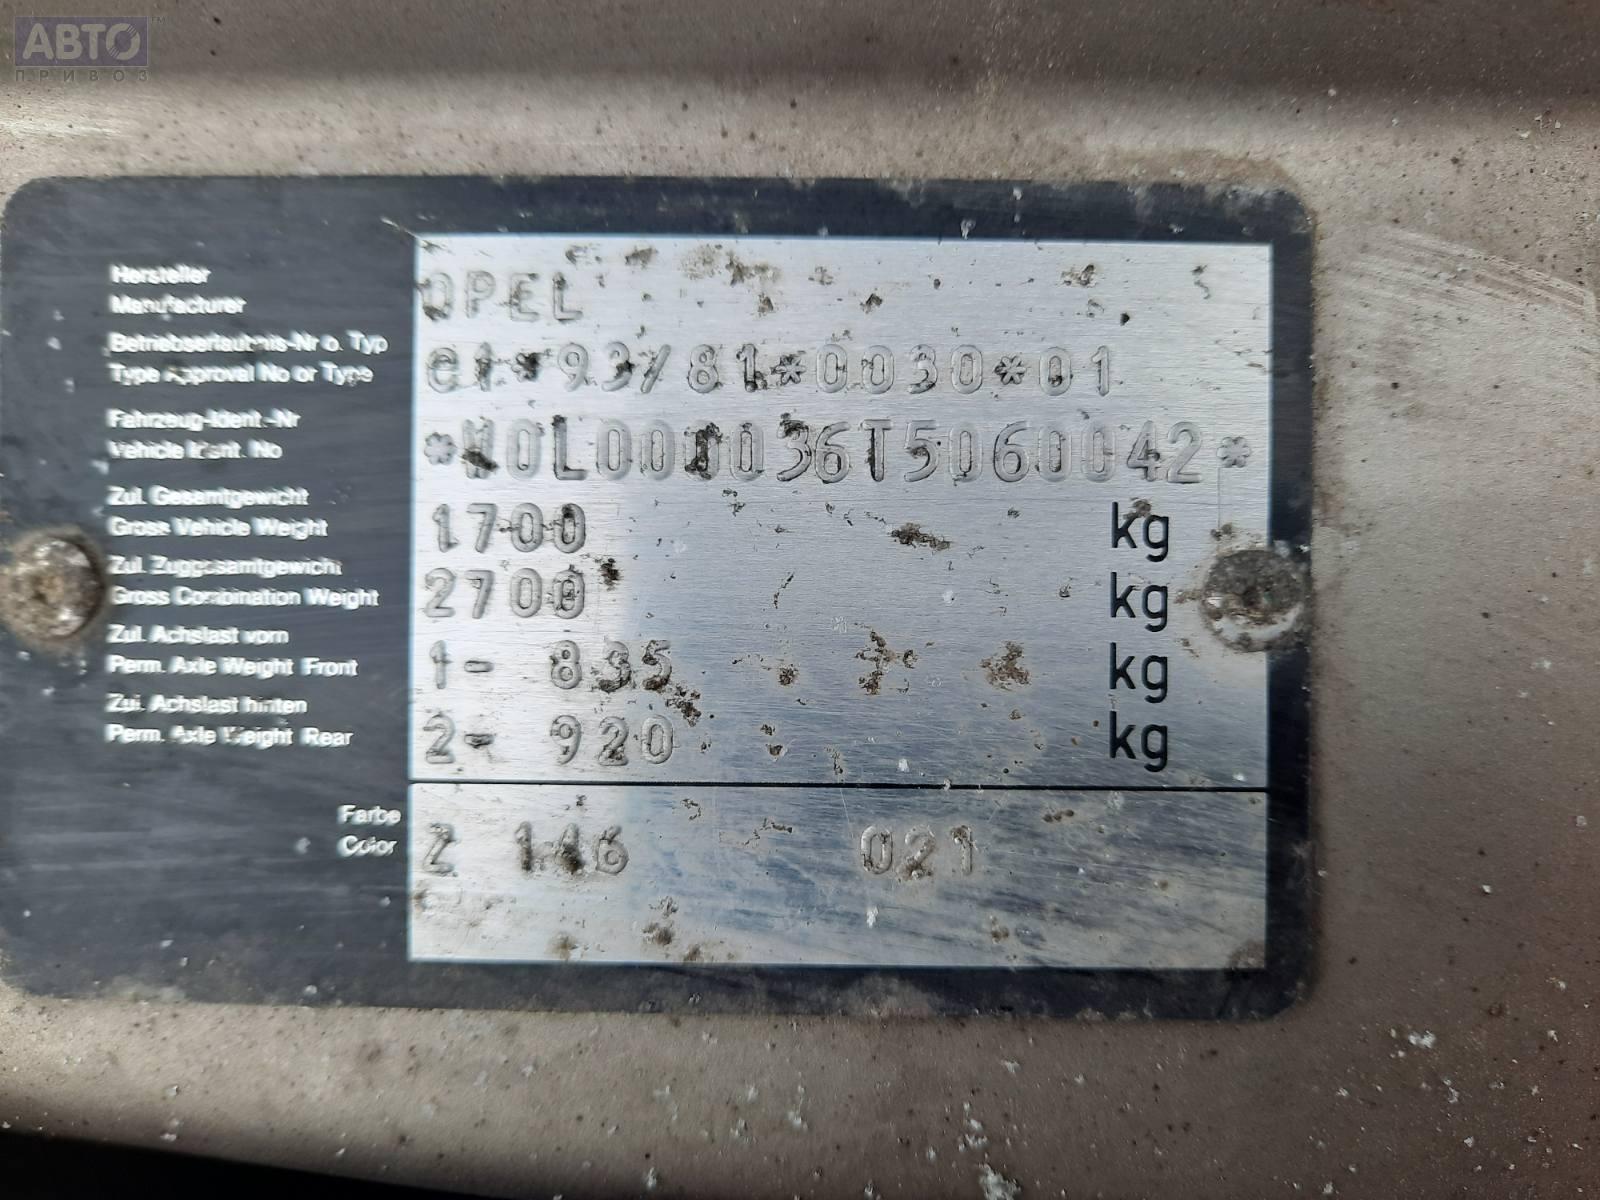 АВТО
ПРИВОЗ
Hersteller
Manufacturer
OPEL
Betriebserlaubnis-Nr o. Typ
Type Approval No or Type
e1*93/81*0030*01
Fahrzeug-Ident.-Nr
Vehicle Ident. No
*W0L000036T5060042*
Zul. Gesamtgewicht
Gross Vehicle Weight
1700 kg
Zul. Zuggesamtgewicht
Gross Combination Weight
2700 kg
Zul. Achslast vorn
Perm. Axle Weight Front
1- 835 kg
Zul. Achslast hinten
Perm. Axle Weight Rear
2- 920 kg
Farbe
Color
Z 146 021